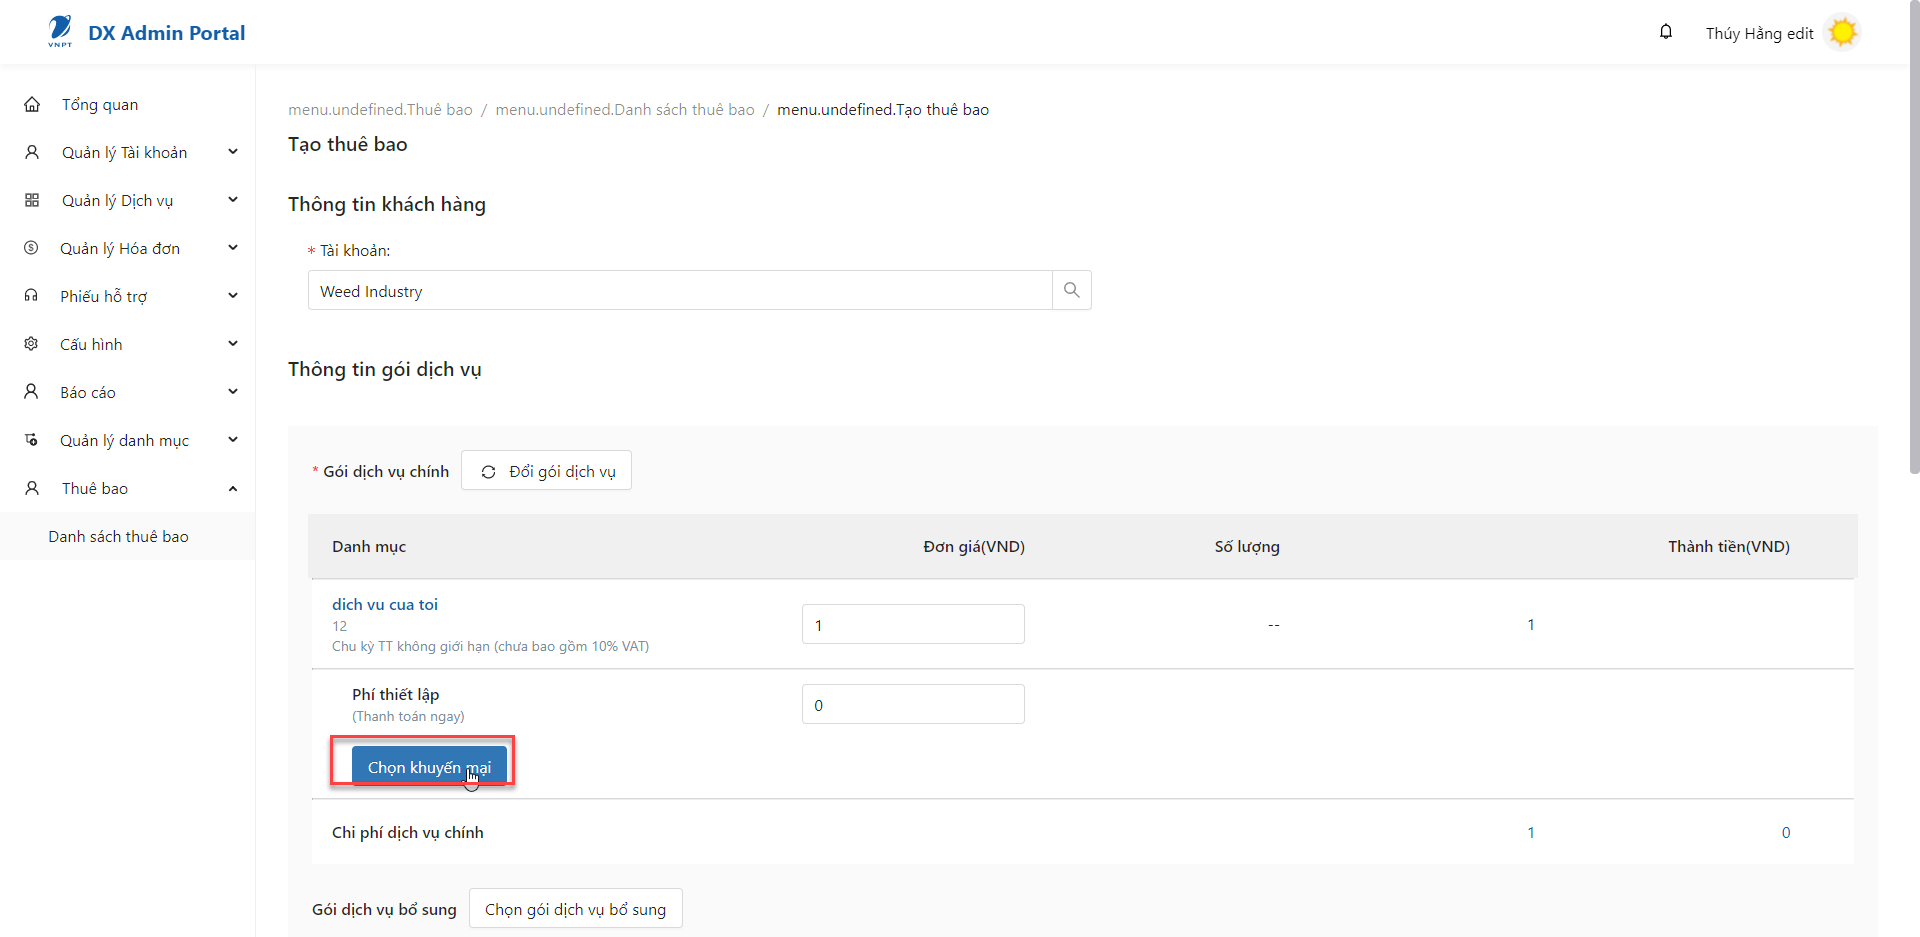 VNPT
DX Admin Portal
Thúy Hằng edit
Tổng quan
Quản lý Tài khoản
Quản lý Dịch vụ
Quản lý Hóa đơn
Phiếu hỗ trợ
Cấu hình
Báo cáo
Quản lý danh mục
Thuê bao
Danh sách thuê bao
menu.undefined.Thuê bao / menu.undefined.Danh sách thuê bao / menu.undefined.Tạo thuê bao
Tạo thuê bao
Thông tin khách hàng
* Tài khoản:
Weed Industry
Thông tin gói dịch vụ
* Gói dịch vụ chính
Đổi gói dịch vụ
Danh mục Đơn giá(VND) Số lượng Thành tiền(VND)
dich vu cua toi
12
Chu kỳ TT không giới hạn (chưa bao gồm 10% VAT)
1 -- 1
Phí thiết lập
(Thanh toán ngay)
0
Chọn khuyến mại
Chi phí dịch vụ chính 1 0
Gói dịch vụ bổ sung
Chọn gói dịch vụ bổ sung